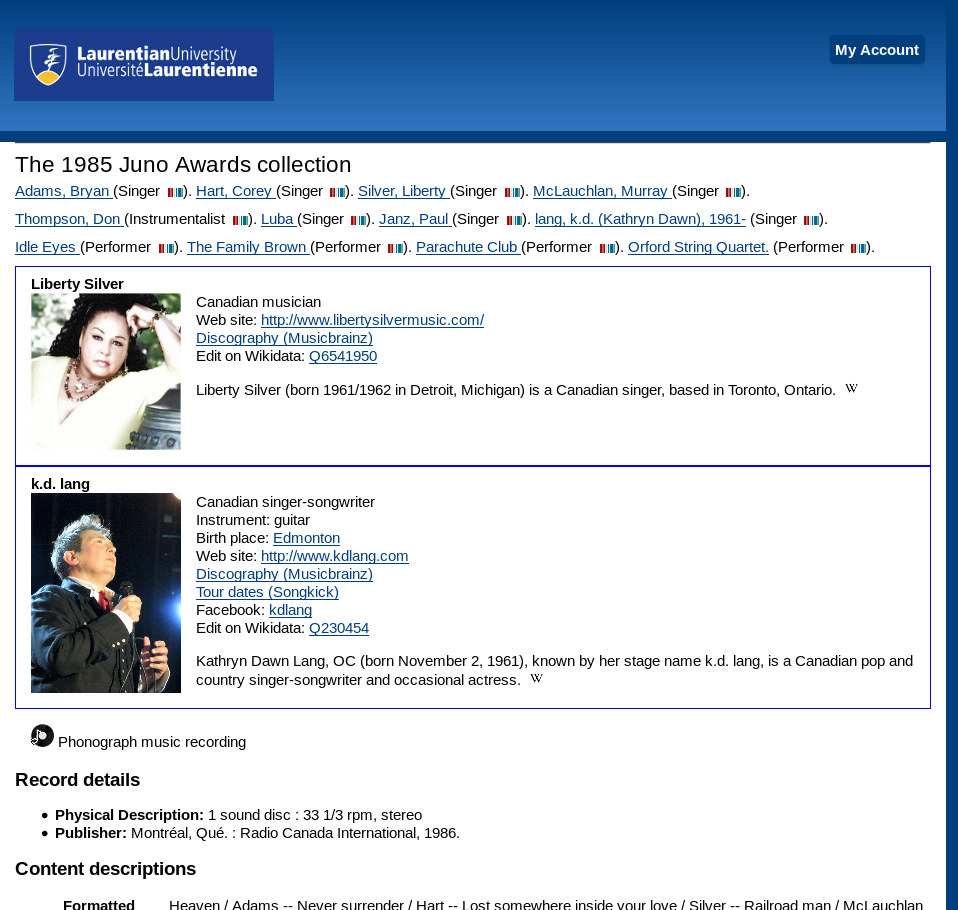 LaurentianUniversity
UniversitéLaurentienne
My Account
The 1985 Juno Awards collection
Adams, Bryan (Singer ). Hart, Corey (Singer ). Silver, Liberty (Singer ). McLauchlan, Murray (Singer ).
Thompson, Don (Instrumentalist ). Luba (Singer ). Janz, Paul (Singer ). lang, k.d. (Kathryn Dawn), 1961- (Singer ).
Idle Eyes (Performer ). The Family Brown (Performer ). Parachute Club (Performer ). Orford String Quartet. (Performer ).
Liberty Silver
Canadian musician
Web site: http://www.libertysilvermusic.com/
Discography (Musicbrainz)
Edit on Wikidata: Q6541950
Liberty Silver (born 1961/1962 in Detroit, Michigan) is a Canadian singer, based in Toronto, Ontario. W
k.d. lang
Canadian singer-songwriter
Instrument: guitar
Birth place: Edmonton
Web site: http://www.kdlang.com
Discography (Musicbrainz)
Tour dates (Songkick)
Facebook: kdlang
Edit on Wikidata: Q230454
Kathryn Dawn Lang, OC (born November 2, 1961), known by her stage name k.d. lang, is a Canadian pop and
country singer-songwriter and occasional actress. W
Phonograph music recording
Record details
• Physical Description: 1 sound disc : 33 1/3 rpm, stereo
• Publisher: Montréal, Qué. : Radio Canada International, 1986.
Content descriptions
Formatted Heaven / Adams -- Never surrender / Hart -- Lost somewhere inside your love / Silver -- Railroad man / McLauchlan